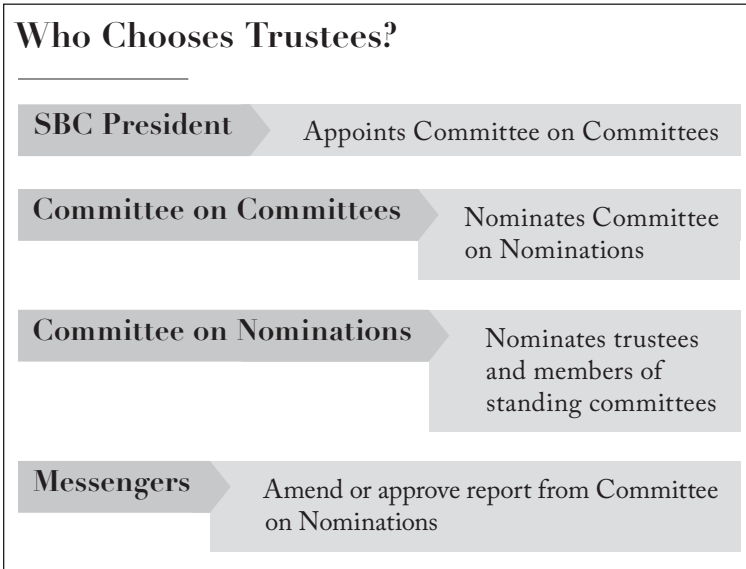 Who Chooses Trustees?
SBC President
Appoints Committee on Committees
Committee on Committees
Nominates Committee
on Nominations
Committee on Nominations
Nominates trustees
and members of
standing committees
Messengers
Amend or approve report from Committee
on Nominations